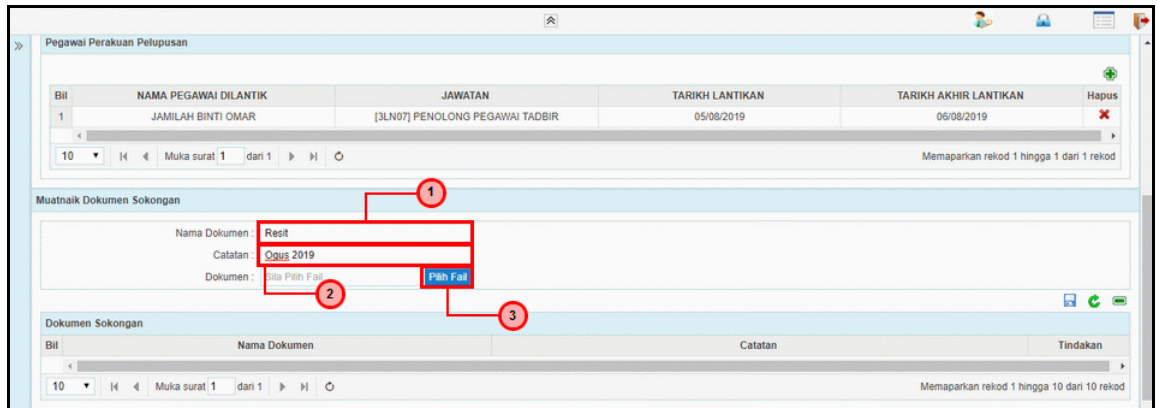 Pegawai Perakuan Pelupusan
Bil NAMA PEGAWAI DILANTIK JAWATAN TARIKH LANTIKAN TARIKH AKHIR LANTIKAN Hapus
1 JAMILAH BINTI OMAR [3LN07] PENOLONG PEGAWAI TADBIR 05/08/2019 06/08/2019
10 Muka surat 1 dari 1 Memaparkan rekod 1 hingga 1 dari 1 rekod
1
Muatnaik Dokumen Sokongan
Nama Dokumen : Resit
Catatan : Ogus 2019
Dokumen : Sila Pilih Fail Pilih Fail
2
3
Dokumen Sokongan
Bil Nama Dokumen Catatan Tindakan
10 Muka surat 1 dari 1 Memaparkan rekod 1 hingga 10 dari 10 rekod